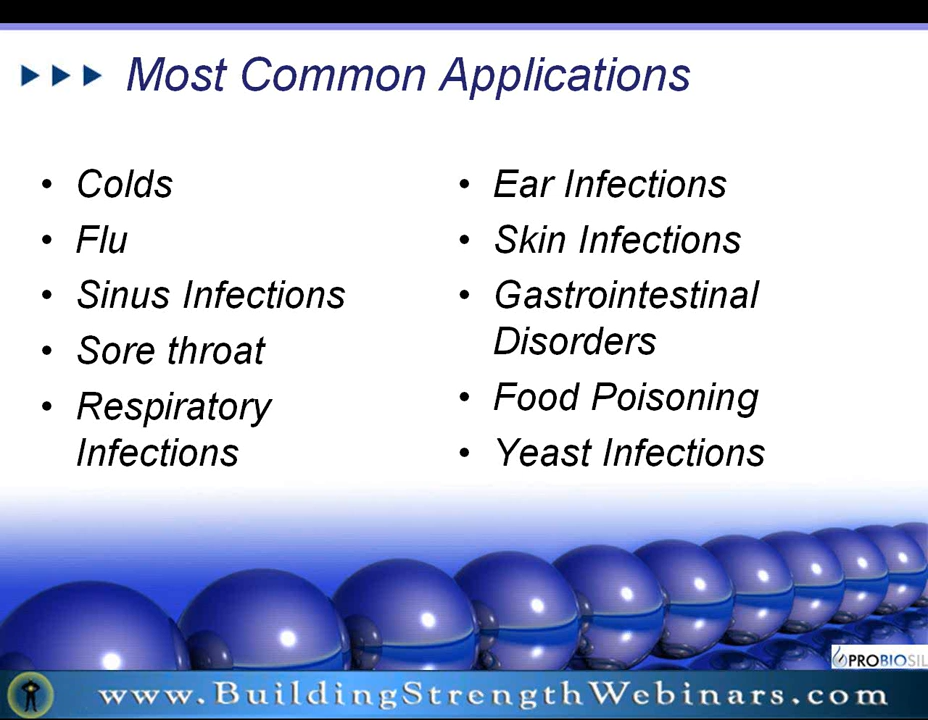 Most Common Applications
• Colds
• Flu
• Sinus Infections
• Sore throat
• Respiratory
Infections
• Ear Infections
• Skin Infections
• Gastrointestinal
Disorders
• Food Poisoning
• Yeast Infections
PROBIOSIL
www.BuildingStrengthWebinars.com